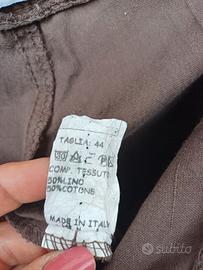 TAGLIA: 44
COMP. TESSUTO
50%LINO
50%COTONE
MADE IN ITALY
subito